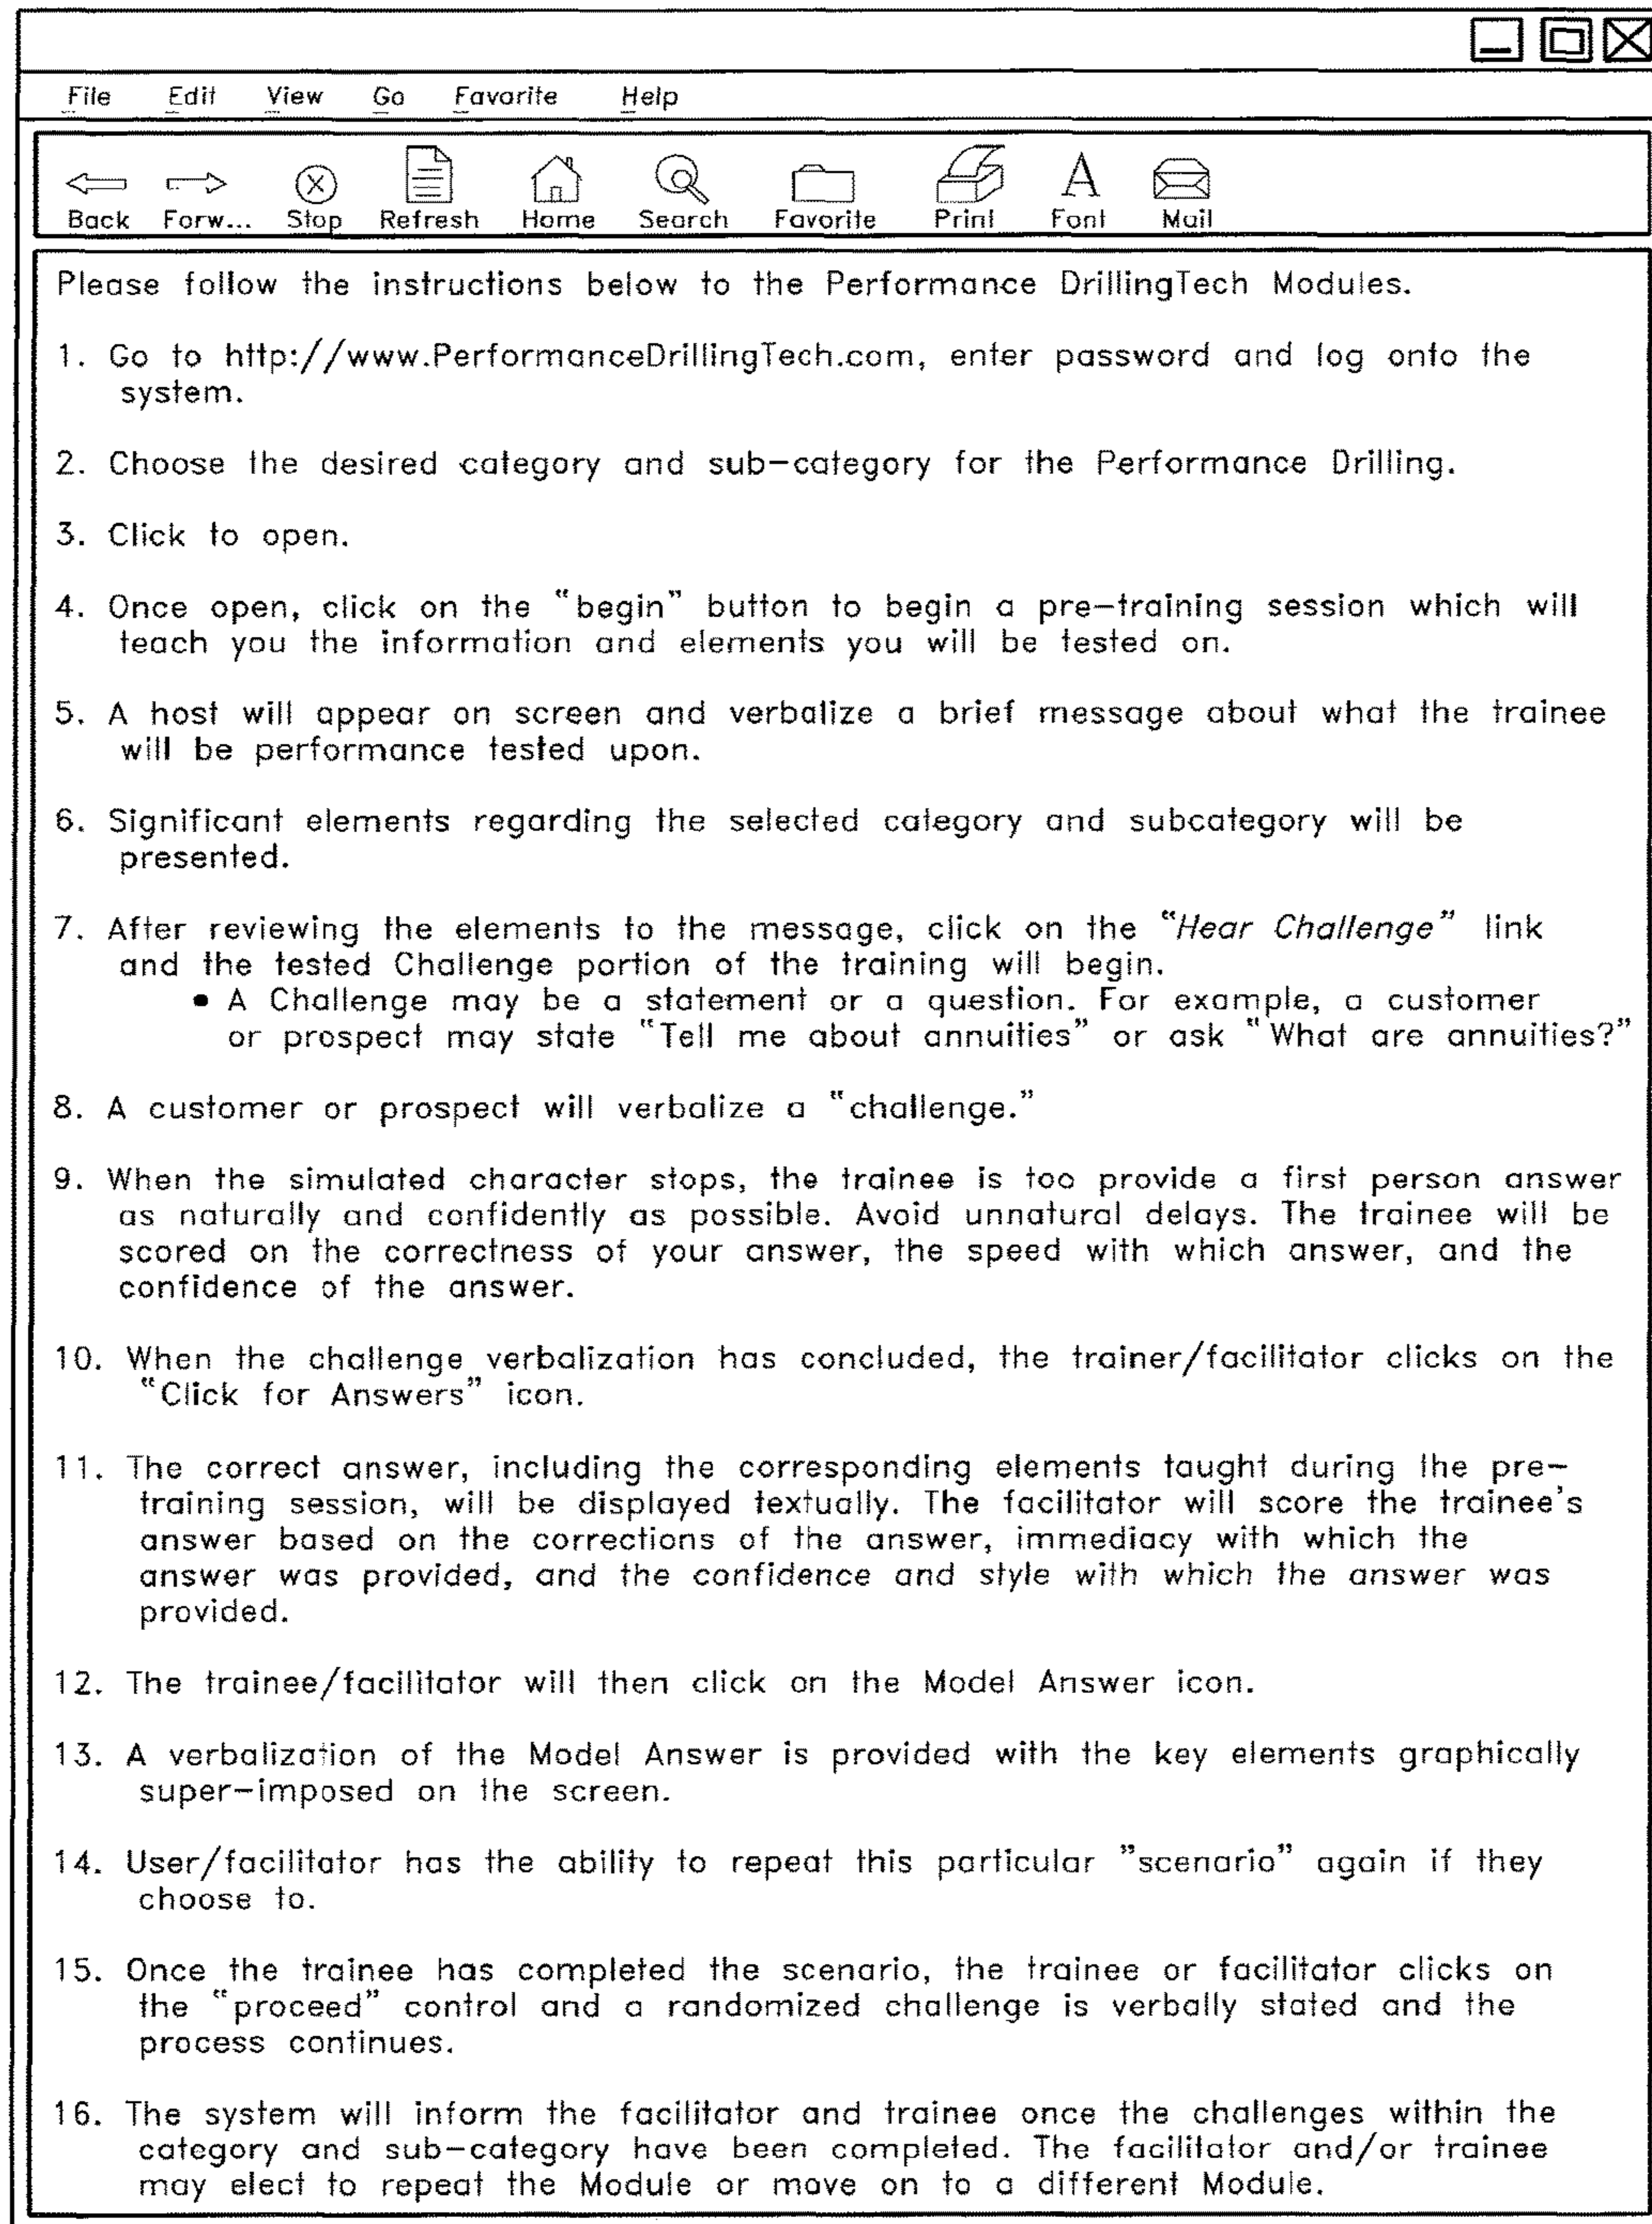 File Edit View Go Favorite Help
Back Forw... Stop Refresh Home Search Favorite Print Font Mail
Please follow the instructions below to the Performance DrillingTech Modules.
1. Go to http://www.PerformanceDrillingTech.com, enter password and log onto the
system.
2. Choose the desired category and sub-category for the Performance Drilling.
3. Click to open.
4. Once open, click on the "begin" button to begin a pre-training session which will
teach you the information and elements you will be tested on.
5. A host will appear on screen and verbalize a brief message about what the trainee
will be performance tested upon.
6. Significant elements regarding the selected category and subcategory will be
presented.
7. After reviewing the elements to the message, click on the "Hear Challenge" link
and the tested Challenge portion of the training will begin.
• A Challenge may be a statement or a question. For example, a customer
or prospect may state "Tell me about annuities" or ask "What are annuities?"
8. A customer or prospect will verbalize a "challenge."
9. When the simulated character stops, the trainee is too provide a first person answer
as naturally and confidently as possible. Avoid unnatural delays. The trainee will be
scored on the correctness of your answer, the speed with which answer, and the
confidence of the answer.
10. When the challenge verbalization has concluded, the trainer/facilitator clicks on the
"Click for Answers" icon.
11. The correct answer, including the corresponding elements taught during the pre-
training session, will be displayed textually. The facilitator will score the trainee's
answer based on the corrections of the answer, immediacy with which the
answer was provided, and the confidence and style with which the answer was
provided.
12. The trainee/facilitator will then click on the Model Answer icon.
13. A verbalization of the Model Answer is provided with the key elements graphically
super-imposed on the screen.
14. User/facilitator has the ability to repeat this particular "scenario" again if they
choose to.
15. Once the trainee has completed the scenario, the trainee or facilitator clicks on
the "proceed" control and a randomized challenge is verbally stated and the
process continues.
16. The system will inform the facilitator and trainee once the challenges within the
category and sub-category have been completed. The facilitator and/or trainee
may elect to repeat the Module or move on to a different Module.